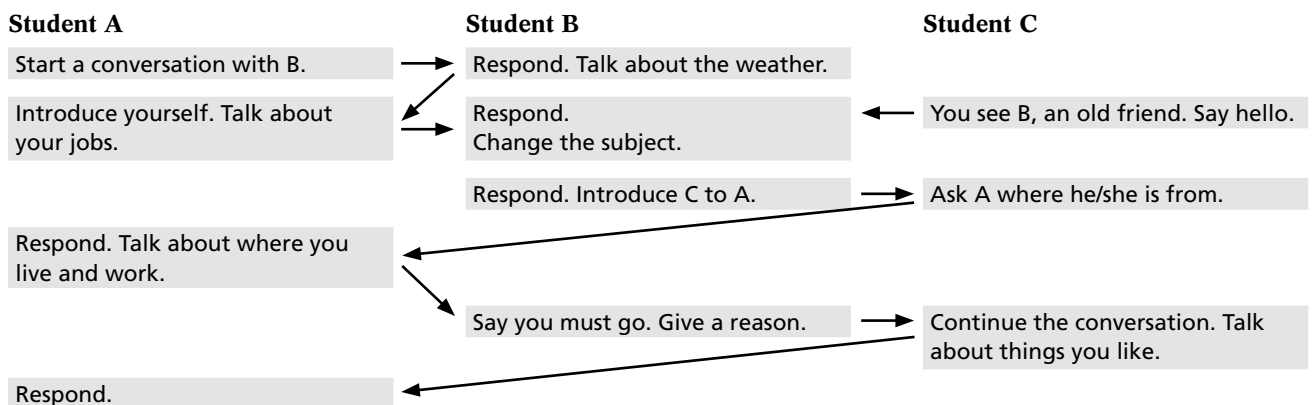 Student A Student B Student C
Start a conversation with B. Respond. Talk about the weather.
Introduce yourself. Talk about
your jobs.
Respond.
Change the subject.
You see B, an old friend. Say hello.
Respond. Introduce C to A. Ask A where he/she is from.
Respond. Talk about where you
live and work.
Say you must go. Give a reason.
Continue the conversation. Talk
about things you like.
Respond.